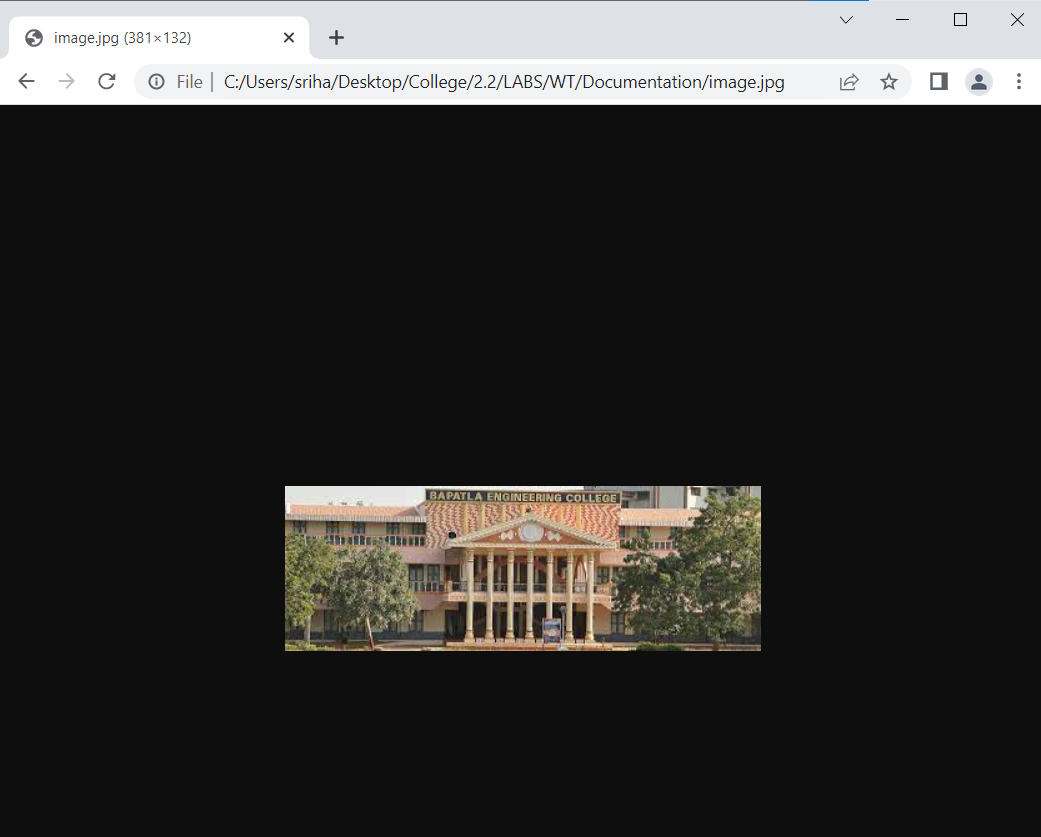 image.jpg (381×132)
File | C:/Users/sriha/Desktop/College/2.2/LABS/WT/Documentation/image.jpg
BAPATLA ENGINEERING COLLEGE